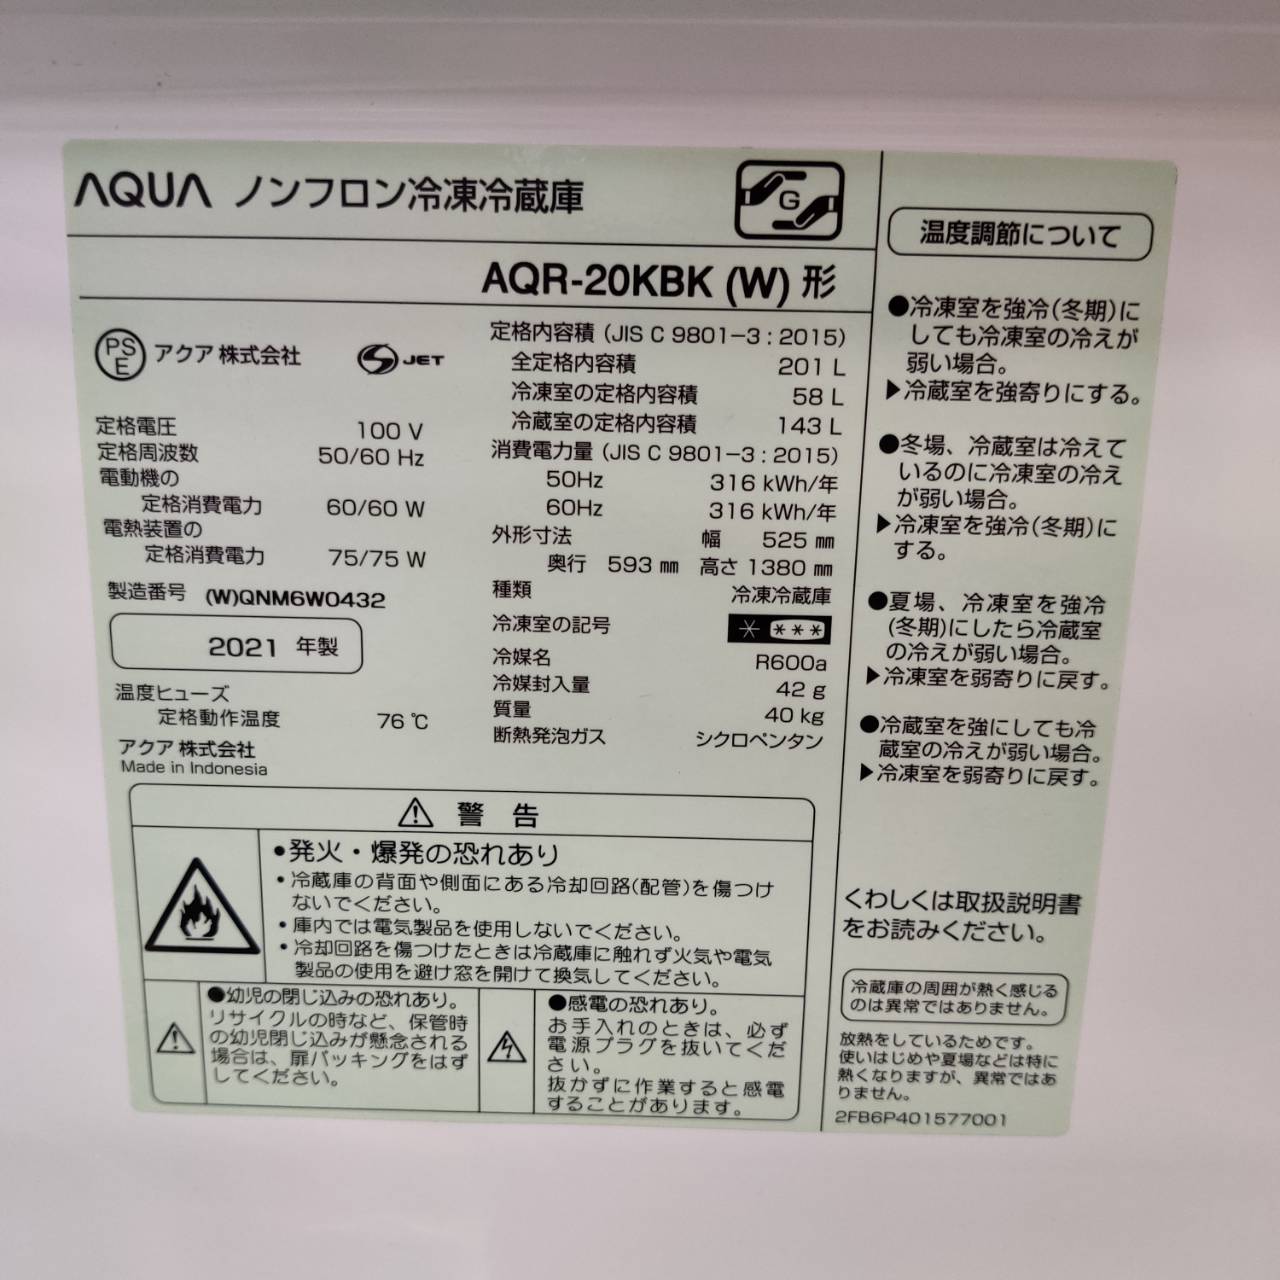 AQUA ノンフロン冷凍冷蔵庫
G
AQR-20KBK (W) 形
PS
E
アクア 株式会社
S JET
定格電圧 100 V
定格周波数 50/60 Hz
電動機の
定格消費電力 60/60 W
電熱装置の
定格消費電力 75/75 W
製造番号 (W)QNM6W0432
2021 年製
温度ヒューズ
定格動作温度 76 ℃
アクア 株式会社
Made in Indonesia
定格内容積 (JIS C 9801-3 : 2015)
全定格内容積 201 L
冷凍室の定格内容積 58 L
冷蔵室の定格内容積 143 L
消費電力量 (JIS C 9801-3 : 2015)
50Hz 316 kWh/年
60Hz 316 kWh/年
外形寸法 幅 525 ㎜
奥行 593 ㎜ 高さ 1380 ㎜
種類 冷凍冷蔵庫
冷凍室の記号 * ***
冷媒名 R600a
冷媒封入量 42 g
質量 40 kg
断熱発泡ガス シクロペンタン
⚠ 警 告
●発火・爆発の恐れあり
・冷蔵庫の背面や側面にある冷却回路(配管)を傷つけ
ないでください。
・庫内では電気製品を使用しないでください。
・冷却回路を傷つけたときは冷蔵庫に触れず火気や電気
製品の使用を避け窓を開けて換気してください。
●幼児の閉じ込みの恐れあり。
リサイクルの時など、保管時
の幼児閉じ込みが懸念される
場合は、扉パッキングをはず
してください。
●感電の恐れあり。
お手入れのときは、必ず
電源プラグを抜いてくだ
さい。
抜かずに作業すると感電
することがあります。
温度調節について
●冷凍室を強冷(冬期)に
しても冷凍室の冷えが
弱い場合。
▶冷蔵室を強寄りにする。
●冬場、冷蔵室は冷えて
いるのに冷凍室の冷え
が弱い場合。
▶冷凍室を強冷(冬期)に
する。
●夏場、冷凍室を強冷
(冬期)にしたら冷蔵室
の冷えが弱い場合。
▶冷凍室を弱寄りに戻す。
●冷蔵室を強にしても冷
蔵室の冷えが弱い場合。
▶冷凍室を弱寄りに戻す。
くわしくは取扱説明書
をお読みください。
冷蔵庫の周囲が熱く感じる
のは異常ではありません。
放熱をしているためです。
使いはじめや夏場などは特に
熱くなりますが、異常ではあ
りません。
2FB6P401577001